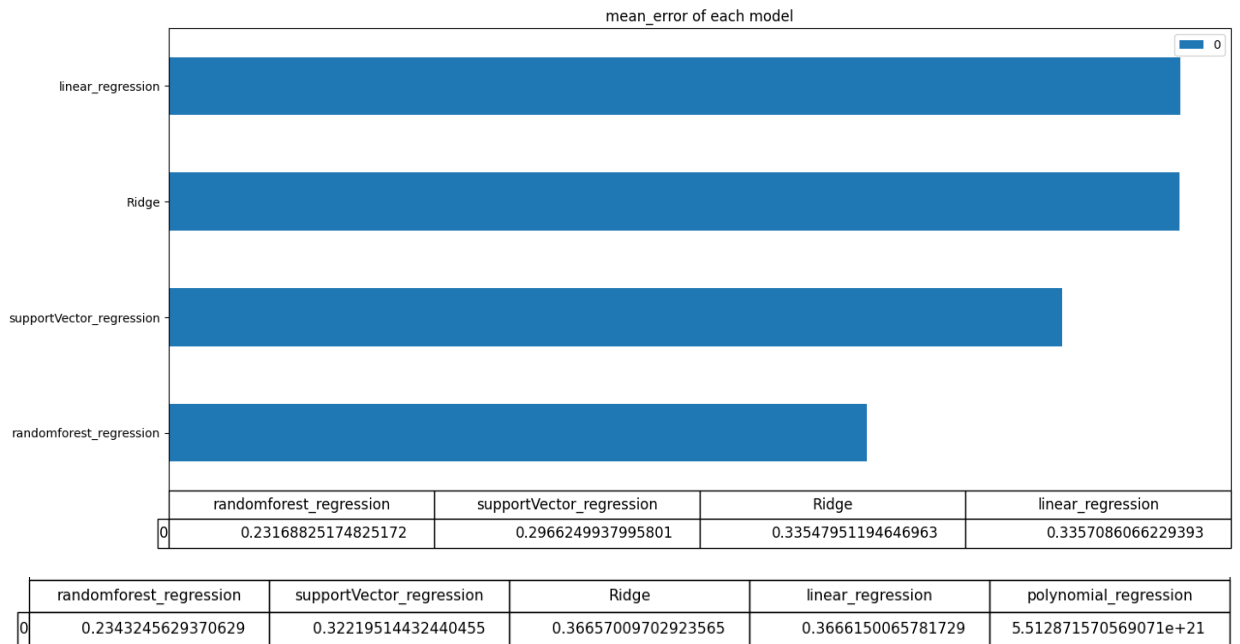 mean_error of each model
0
linear_regression
Ridge
supportVector_regression
randomforest_regression
randomforest_regression supportVector_regression Ridge linear_regression
0 0.23168825174825172 0.2966249937995801 0.33547951194646963 0.3357086066229393
randomforest_regression supportVector_regression Ridge linear_regression polynomial_regression
0 0.2343245629370629 0.32219514432440455 0.36657009702923565 0.3666150065781729 5.512871570569071e+21